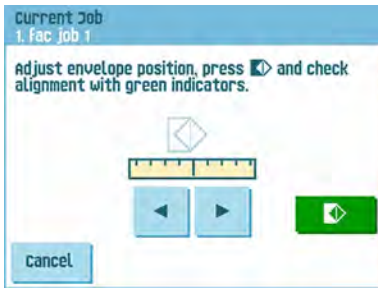 Current Job
1. Fac job 1
Adjust envelope position, press and check
alignment with green indicators.
Cancel